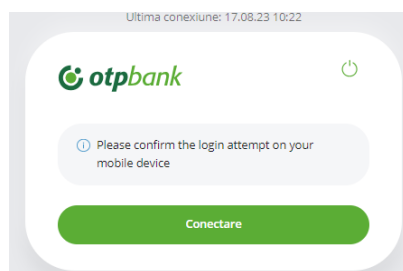 Ultima conexiune: 17.08.23 10:22
otpbank
Please confirm the login attempt on your
mobile device
Conectare